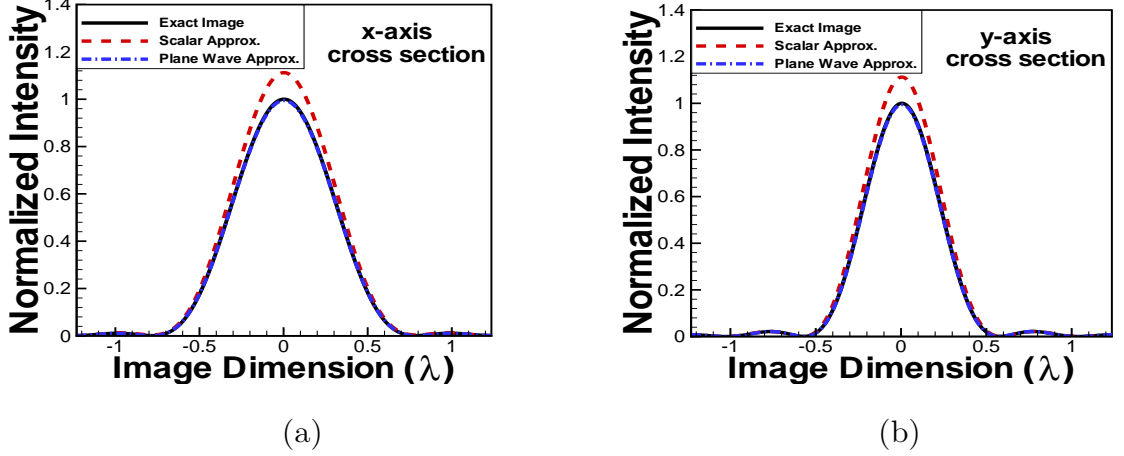 1.4
1.2
1
0.8
0.6
0.4
0.2
0
Normalized Intensity
Exact Image
Scalar Approx.
Plane Wave Approx.
x-axis
cross section
-1
-0.5
0
0.5
1
Image Dimension (λ)
(a)
1.4
1.2
1
0.8
0.6
0.4
0.2
0
Normalized Intensity
Exact Image
Scalar Approx.
Plane Wave Approx.
y-axis
cross section
-1
-0.5
0
0.5
1
Image Dimension (λ)
(b)